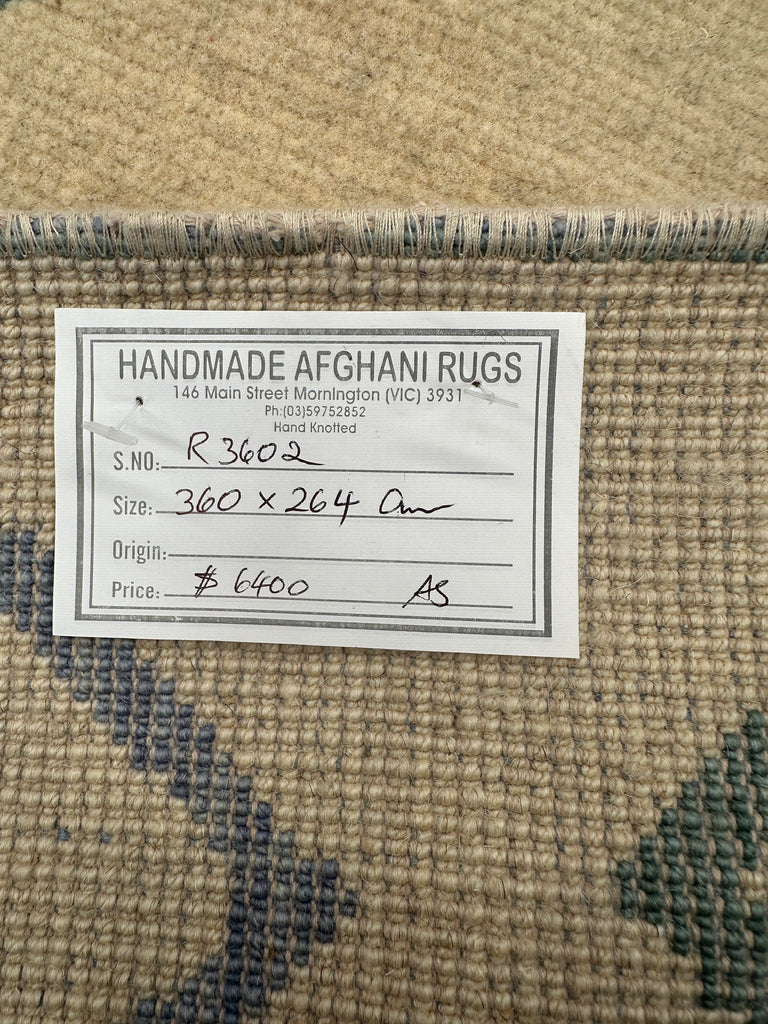 HANDMADE AFGHANI RUGS
146 Main Street Mornington (VIC) 3931
Ph:(03)59752852
Hand Knotted
S.NO: R 3602
Size: 360 x 264 Cm
Origin:
Price: $ 6400 AS